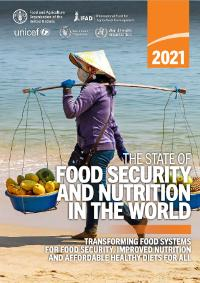 Food and Agriculture
Organization of the
United Nations
IFAD
unicef
2021
THE STATE OF
FOOD SECURITY
AND NUTRITION
IN THE WORLD
TRANSFORMING FOOD SYSTEMS
FOR FOOD SECURITY, IMPROVED NUTRITION
AND AFFORDABLE HEALTHY DIETS FOR ALL